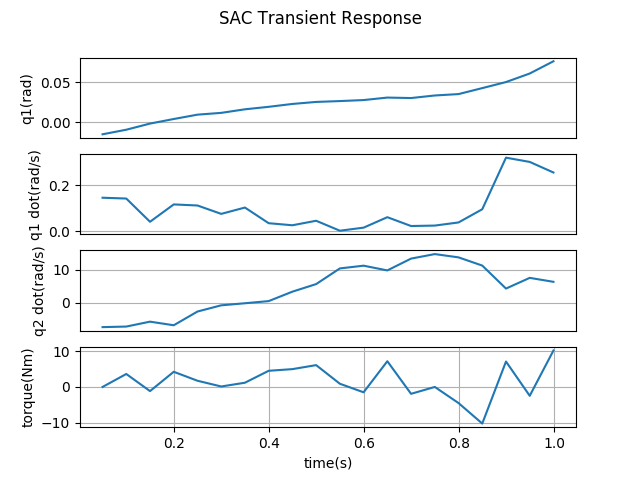 SAC Transient Response
q1(rad)
0.05
0.00
q1 dot(rad/s)
0.2
0.0
q2 dot(rad/s)
10
0
torque(Nm)
10
0
−10
0.2 0.4 0.6 0.8 1.0
time(s)